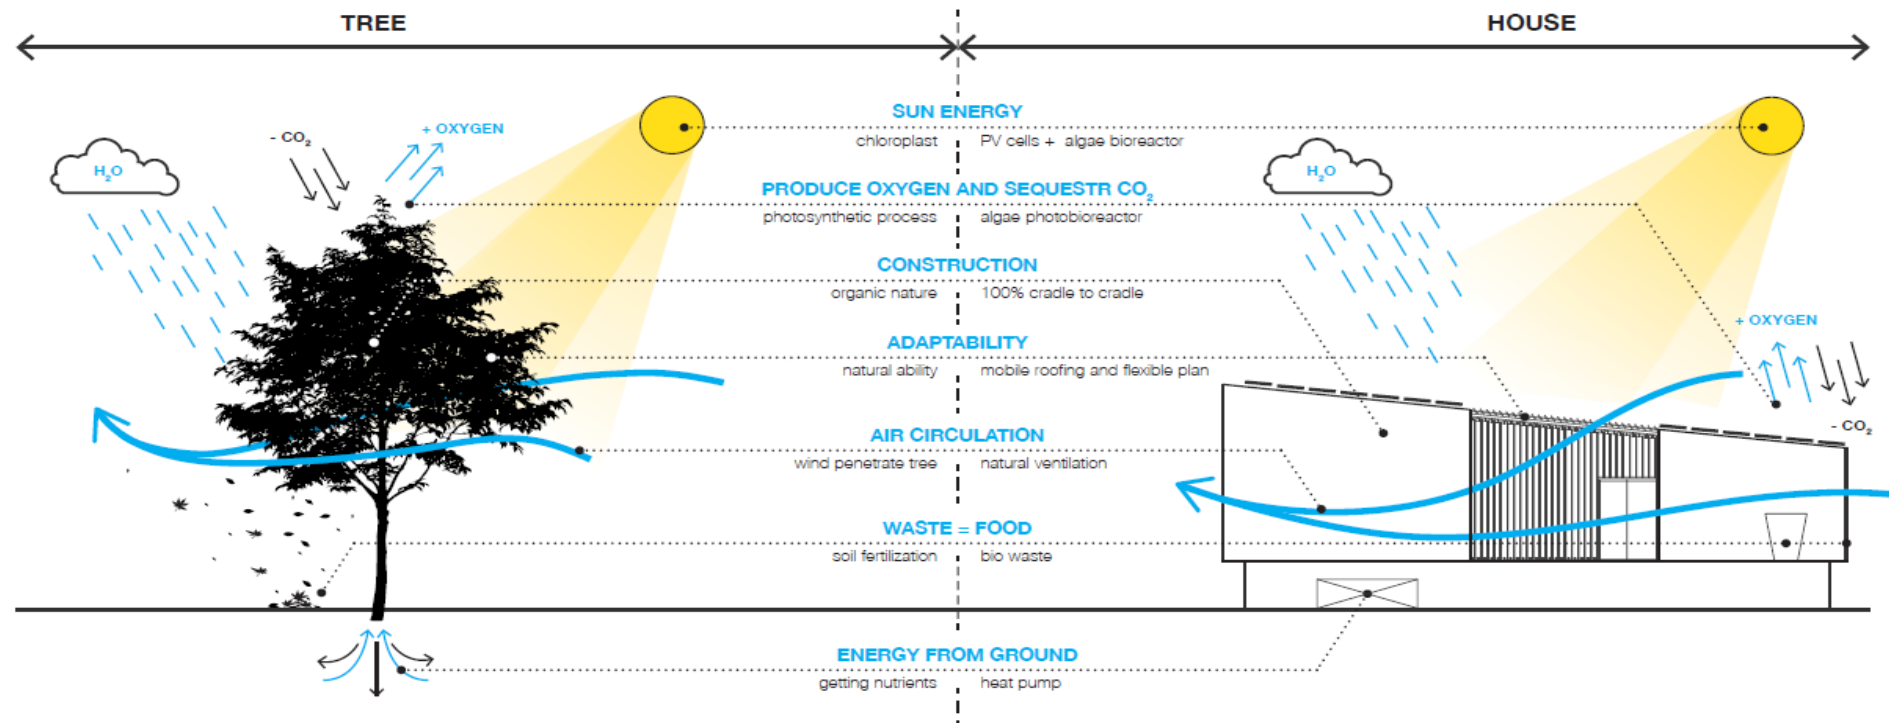 TREE
HOUSE
SUN ENERGY
chloroplast
PV cells + algae bioreactor
- CO₂
+ OXYGEN
H₂O
H₂O
PRODUCE OXYGEN AND SEQUESTR CO₂
photosynthetic process
algae photobioreactor
CONSTRUCTION
organic nature
100% cradle to cradle
+ OXYGEN
ADAPTABILITY
natural ability
mobile roofing and flexible plan
- CO₂
AIR CIRCULATION
wind penetrate tree
natural ventilation
WASTE = FOOD
soil fertilization
bio waste
ENERGY FROM GROUND
getting nutrients
heat pump